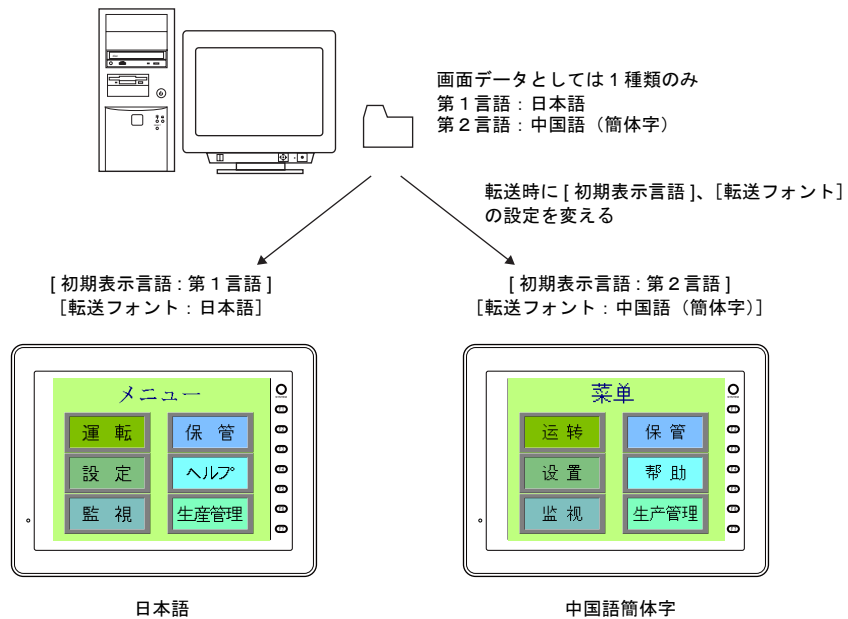 画面データとしては１種類のみ
第１言語：日本語
第２言語：中国語（簡体字）
転送時に [ 初期表示言語 ]、［転送フォント］
の設定を変える
[ 初期表示言語 : 第１言語 ]
［転送フォント：日本語］
[ 初期表示言語 : 第２言語 ]
［転送フォント：中国語（簡体字）］
メニュー
運 転
保 管
設 定
ヘルプ
監 視
生産管理
菜单
运 转
保 管
设 置
帮 助
监 视
生产管理
日本語
中国語簡体字